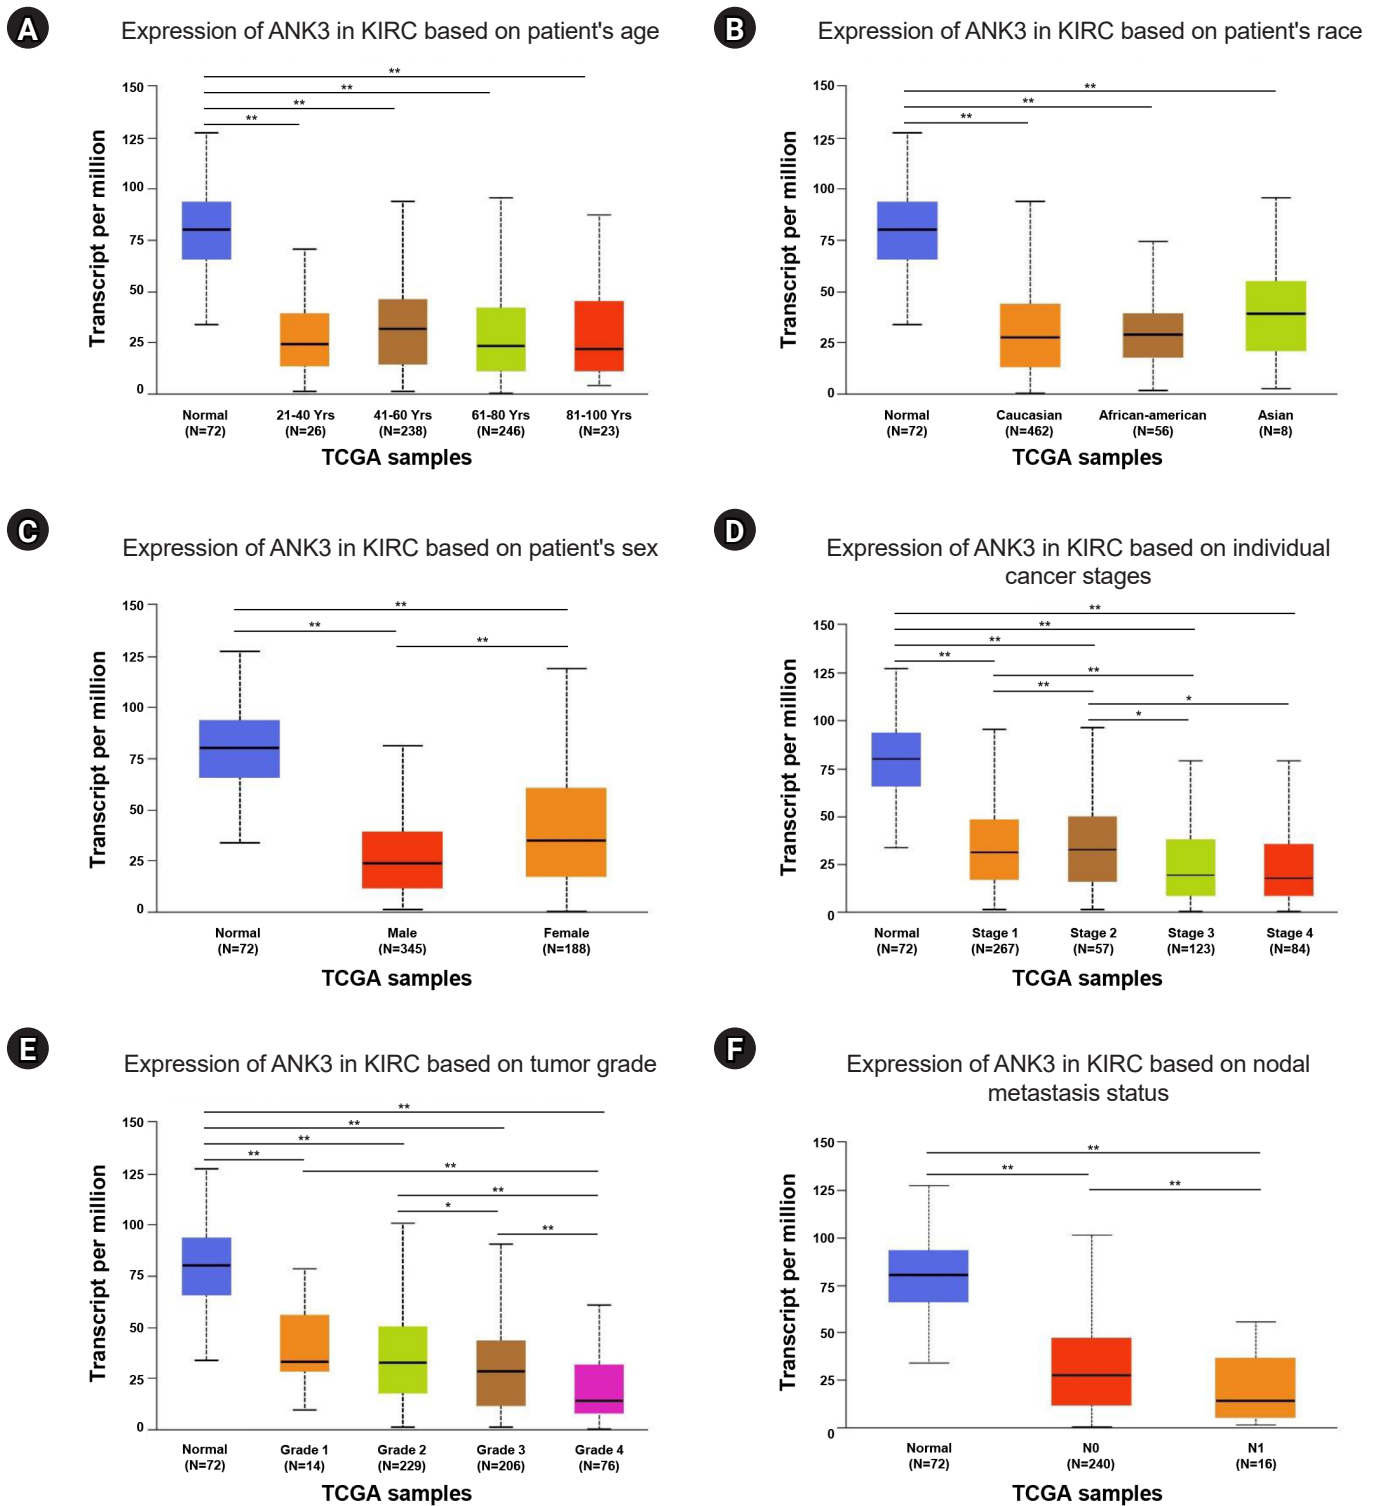 A
Expression of ANK3 in KIRC based on patient's age
150
125
100
75
50
25
0
Transcript per million
**
**
**
**
Normal
(N=72)
21-40 Yrs
(N=26)
41-60 Yrs
(N=238)
61-80 Yrs
(N=246)
81-100 Yrs
(N=23)
TCGA samples
B
Expression of ANK3 in KIRC based on patient's race
150
125
100
75
50
25
0
Transcript per million
**
**
**
Normal
(N=72)
Caucasian
(N=462)
African-american
(N=56)
Asian
(N=8)
TCGA samples
C
Expression of ANK3 in KIRC based on patient's sex
150
125
100
75
50
25
0
Transcript per million
**
**
**
Normal
(N=72)
Male
(N=345)
Female
(N=188)
TCGA samples
D
Expression of ANK3 in KIRC based on individual
cancer stages
150
125
100
75
50
25
0
Transcript per million
**
**
**
**
**
**
*
*
Normal
(N=72)
Stage 1
(N=267)
Stage 2
(N=57)
Stage 3
(N=123)
Stage 4
(N=84)
TCGA samples
E
Expression of ANK3 in KIRC based on tumor grade
150
125
100
75
50
25
0
Transcript per million
**
**
**
**
**
**
*
**
Normal
(N=72)
Grade 1
(N=14)
Grade 2
(N=229)
Grade 3
(N=206)
Grade 4
(N=76)
TCGA samples
F
Expression of ANK3 in KIRC based on nodal
metastasis status
150
125
100
75
50
25
0
Transcript per million
**
**
**
Normal
(N=72)
N0
(N=240)
N1
(N=16)
TCGA samples